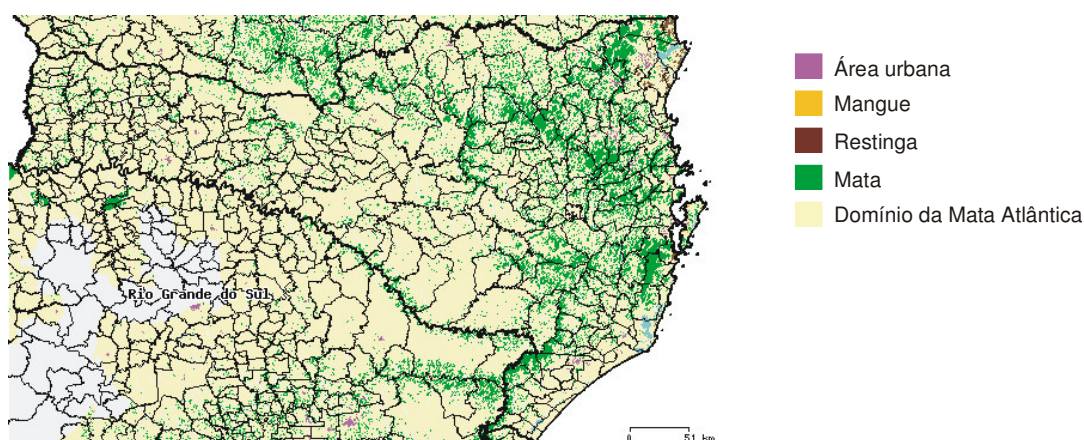 Área urbana
Mangue
Restinga
Mata
Domínio da Mata Atlântica
Rio Grande do Sul
0 51 km